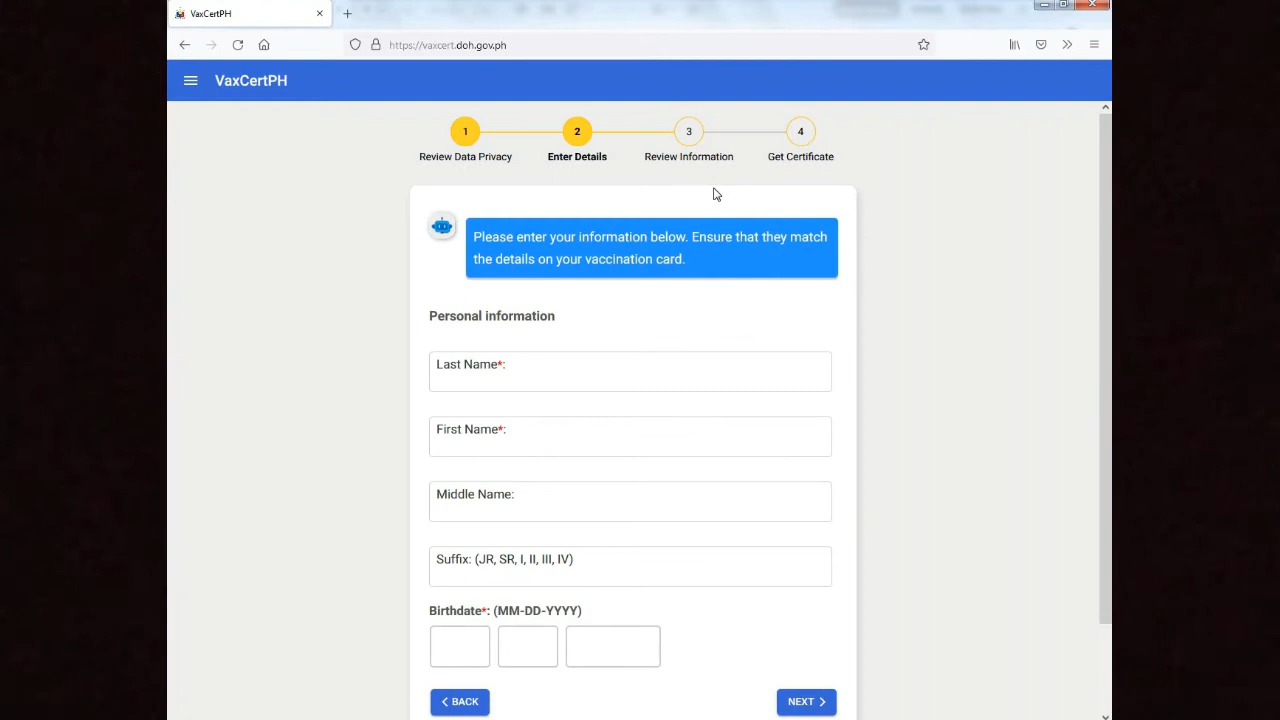 VaxCertPH
https://vaxcert.doh.gov.ph
VaxCertPH
1 2 3 4
Review Data Privacy Enter Details Review Information Get Certificate
Please enter your information below. Ensure that they match
the details on your vaccination card.
Personal information
Last Name*:
First Name*:
Middle Name:
Suffix: (JR, SR, I, II, III, IV)
Birthdate*: (MM-DD-YYYY)
BACK NEXT